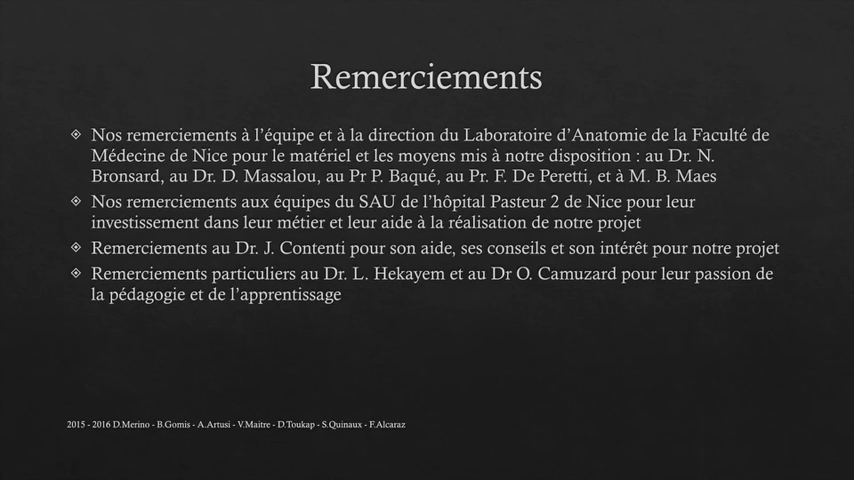 Remerciements
Nos remerciements à l'équipe et à la direction du Laboratoire d'Anatomie de la Faculté de
Médecine de Nice pour le matériel et les moyens mis à notre disposition : au Dr. N.
Bronsard, au Dr. D. Massalou, au Pr P. Baqué, au Pr. F. De Peretti, et à M. B. Maes
Nos remerciements aux équipes du SAU de l'hôpital Pasteur 2 de Nice pour leur
investissement dans leur métier et leur aide à la réalisation de notre projet
Remerciements au Dr. J. Contenti pour son aide, ses conseils et son intérêt pour notre projet
Remerciements particuliers au Dr. L. Hekayem et au Dr O. Camuzard pour leur passion de
la pédagogie et de l'apprentissage
2015 - 2016 D.Merino - B.Gomis - A.Artusi - V.Maitre - D.Toukap - S.Quinaux - F.Alcaraz